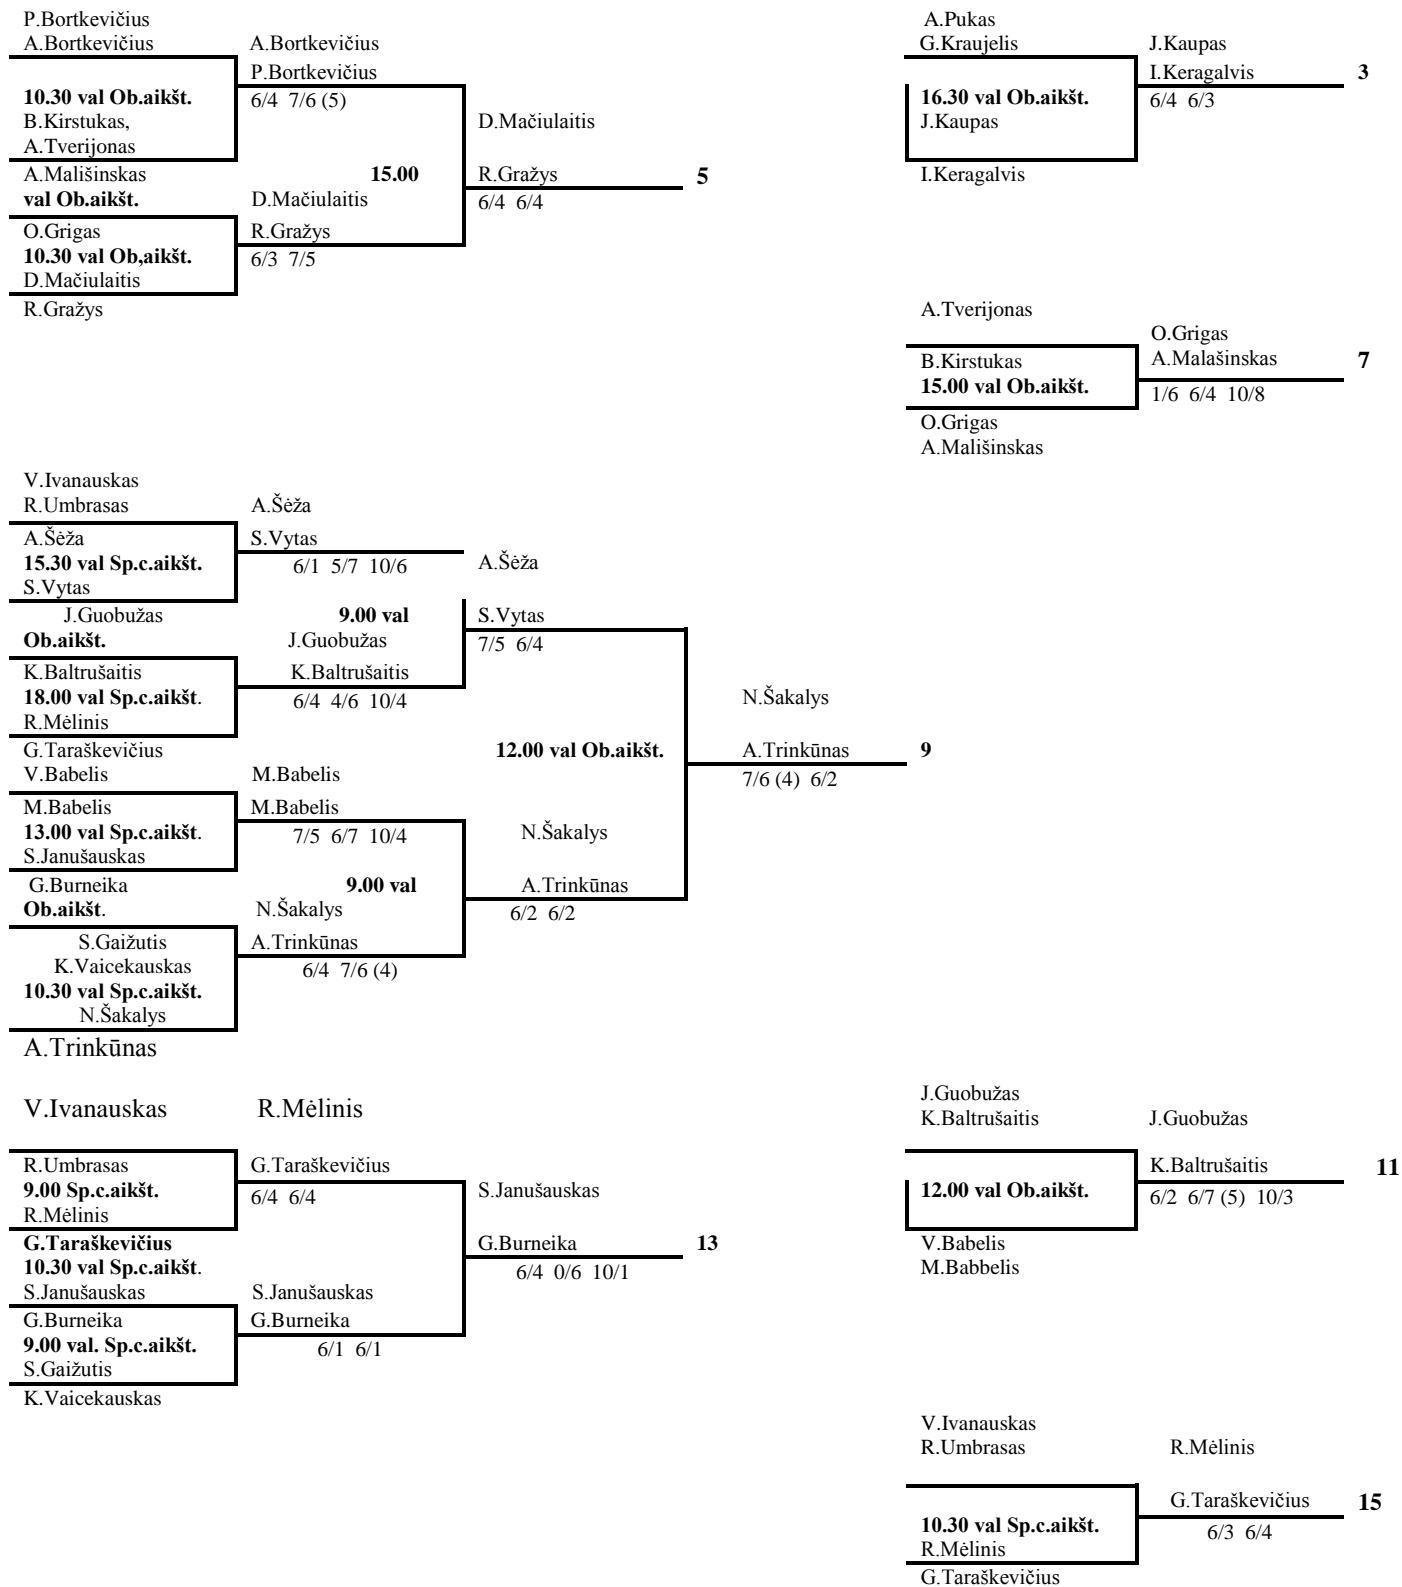 P.Bortkevičius
A.Bortkevičius
A.Bortkevičius
P.Bortkevičius
10.30 val Ob.aikšt.
6/4 7/6 (5)
B.Kirstukas,
D.Mačiulaitis
A.Tverijonas
A.Mališinskas
15.00
R.Gražys
5
val Ob.aikšt.
D.Mačiulaitis
6/4 6/4
O.Grigas
R.Gražys
10.30 val Ob,aikšt.
6/3 7/5
D.Mačiulaitis
R.Gražys
A.Pukas
G.Kraujelis
J.Kaupas
I.Keragalvis
3
16.30 val Ob.aikšt.
6/4 6/3
J.Kaupas
I.Keragalvis
A.Tverijonas
O.Grigas
B.Kirstukas
A.Malašinskas
7
15.00 val Ob.aikšt.
1/6 6/4 10/8
O.Grigas
A.Mališinskas
V.Ivanauskas
R.Umbrasas
A.Šėža
A.Šėža
S.Vytas
15.30 val Sp.c.aikšt.
6/1 5/7 10/6
A.Šėža
S.Vytas
J.Guobužas
9.00 val
S.Vytas
Ob.aikšt.
J.Guobužas
7/5 6/4
K.Baltrušaitis
K.Baltrušaitis
18.00 val Sp.c.aikšt.
6/4 4/6 10/4
N.Šakalys
R.Mėlinis
G.Taraškevičius
12.00 val Ob.aikšt.
A.Trinkūnas
9
V.Babelis
M.Babelis
7/6 (4) 6/2
M.Babelis
M.Babelis
13.00 val Sp.c.aikšt.
7/5 6/7 10/4
N.Šakalys
S.Janušauskas
G.Burneika
9.00 val
A.Trinkūnas
Ob.aikšt.
N.Šakalys
6/2 6/2
S.Gaižutis
A.Trinkūnas
K.Vaicekauskas
6/4 7/6 (4)
10.30 val Sp.c.aikšt.
N.Šakalys
A.Trinkūnas
V.Ivanauskas
R.Mėlinis
R.Umbrasas
G.Taraškevičius
9.00 Sp.c.aikšt.
6/4 6/4
S.Janušauskas
R.Mėlinis
G.Taraškevičius
G.Burneika
13
10.30 val Sp.c.aikšt.
6/4 0/6 10/1
S.Janušauskas
S.Janušauskas
G.Burneika
G.Burneika
9.00 val. Sp.c.aikšt.
6/1 6/1
S.Gaižutis
K.Vaicekauskas
J.Guobužas
K.Baltrušaitis
J.Guobužas
K.Baltrušaitis
11
12.00 val Ob.aikšt.
6/2 6/7 (5) 10/3
V.Babelis
M.Babbelis
V.Ivanauskas
R.Umbrasas
R.Mėlinis
G.Taraškevičius
15
10.30 val Sp.c.aikšt.
6/3 6/4
R.Mėlinis
G.Taraškevičius